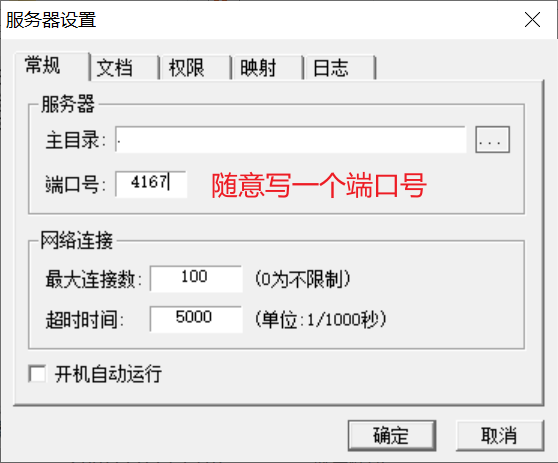 服务器设置
常规 文档 权限 映射 日志
服务器
主目录: . ...
端口号: 4167 随意写一个端口号
网络连接
最大连接数: 100 (0为不限制)
超时时间: 5000 (单位:1/1000秒)
开机自动运行
确定 取消